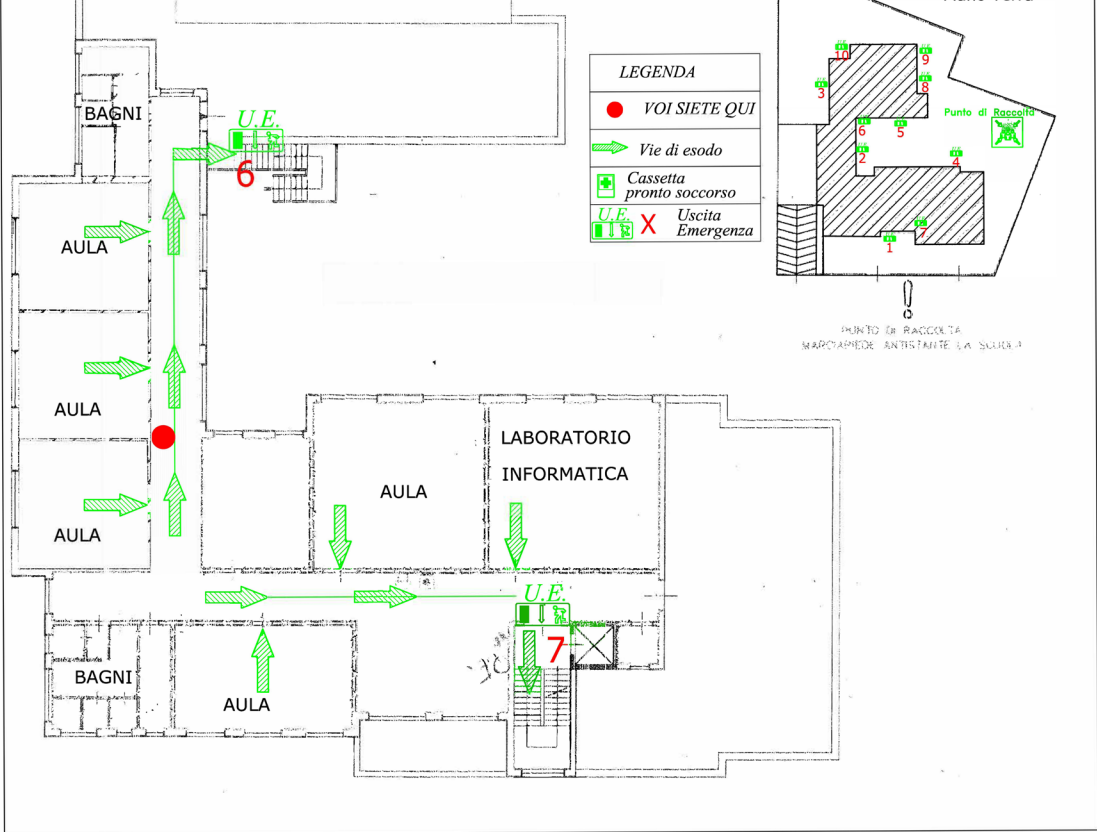 BAGNI
U.E.
6
AULA
AULA
AULA
LEGENDA
VOI SIETE QUI
Vie di esodo
Cassetta
pronto soccorso
U.E. X Uscita
Emergenza
10
9
3
8
Punto di Raccolta
6
5
2
4
7
1
PUNTO DI RACCOLTA
MARCIAPIEDE ANTISTANTE LA SCUOLA
AULA
LABORATORIO
INFORMATICA
U.E.
7
BAGNI
AULA